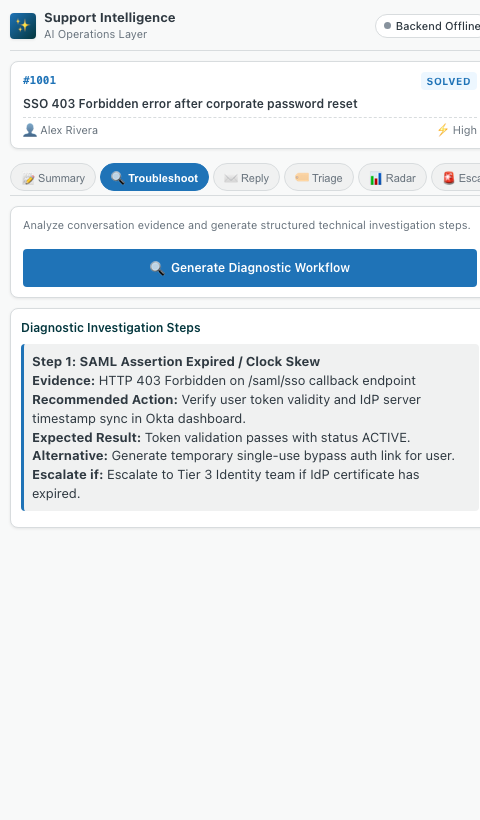 Support Intelligence
AI Operations Layer
Backend Offline
#1001
SOLVED
SSO 403 Forbidden error after corporate password reset
Alex Rivera
High
Summary
Troubleshoot
Reply
Triage
Radar
Esca
Analyze conversation evidence and generate structured technical investigation steps.
Generate Diagnostic Workflow
Diagnostic Investigation Steps
Step 1: SAML Assertion Expired / Clock Skew
Evidence: HTTP 403 Forbidden on /saml/sso callback endpoint
Recommended Action: Verify user token validity and IdP server
timestamp sync in Okta dashboard.
Expected Result: Token validation passes with status ACTIVE.
Alternative: Generate temporary single-use bypass auth link for user.
Escalate if: Escalate to Tier 3 Identity team if IdP certificate has
expired.